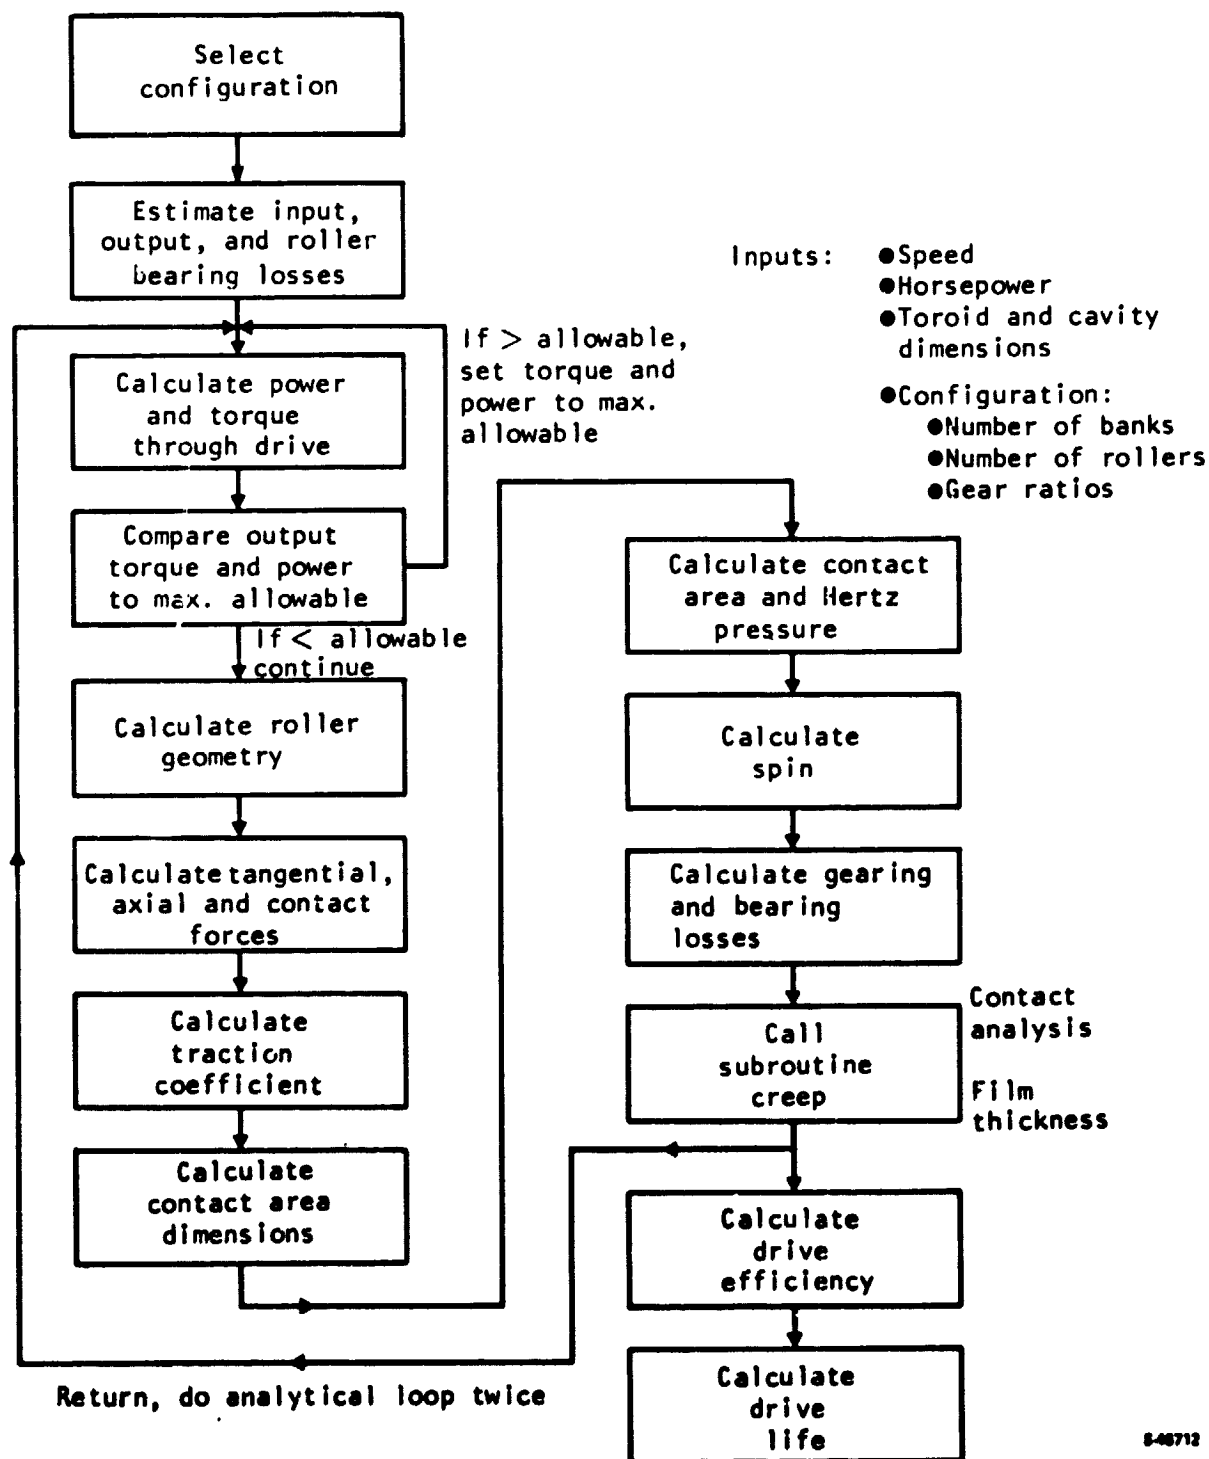 Select
configuration
Estimate input,
output, and roller
bearing losses
Inputs:
●Speed
●Horsepower
●Toroid and cavity
dimensions
●Configuration:
●Number of banks
●Number of rollers
●Gear ratios
If > allowable,
set torque and
power to max.
allowable
Calculate power
and torque
through drive
Compare output
torque and power
to max. allowable
If < allowable
continue
Calculate roller
geometry
Calculate tangential,
axial and contact
forces
Calculate
traction
coefficient
Calculate
contact area
dimensions
Calculate contact
area and Hertz
pressure
Calculate
spin
Calculate gearing
and bearing
losses
Call
subroutine
creep
Contact
analysis
Film
thickness
Calculate
drive
efficiency
Calculate
drive
life
Return, do analytical loop twice
S-46712